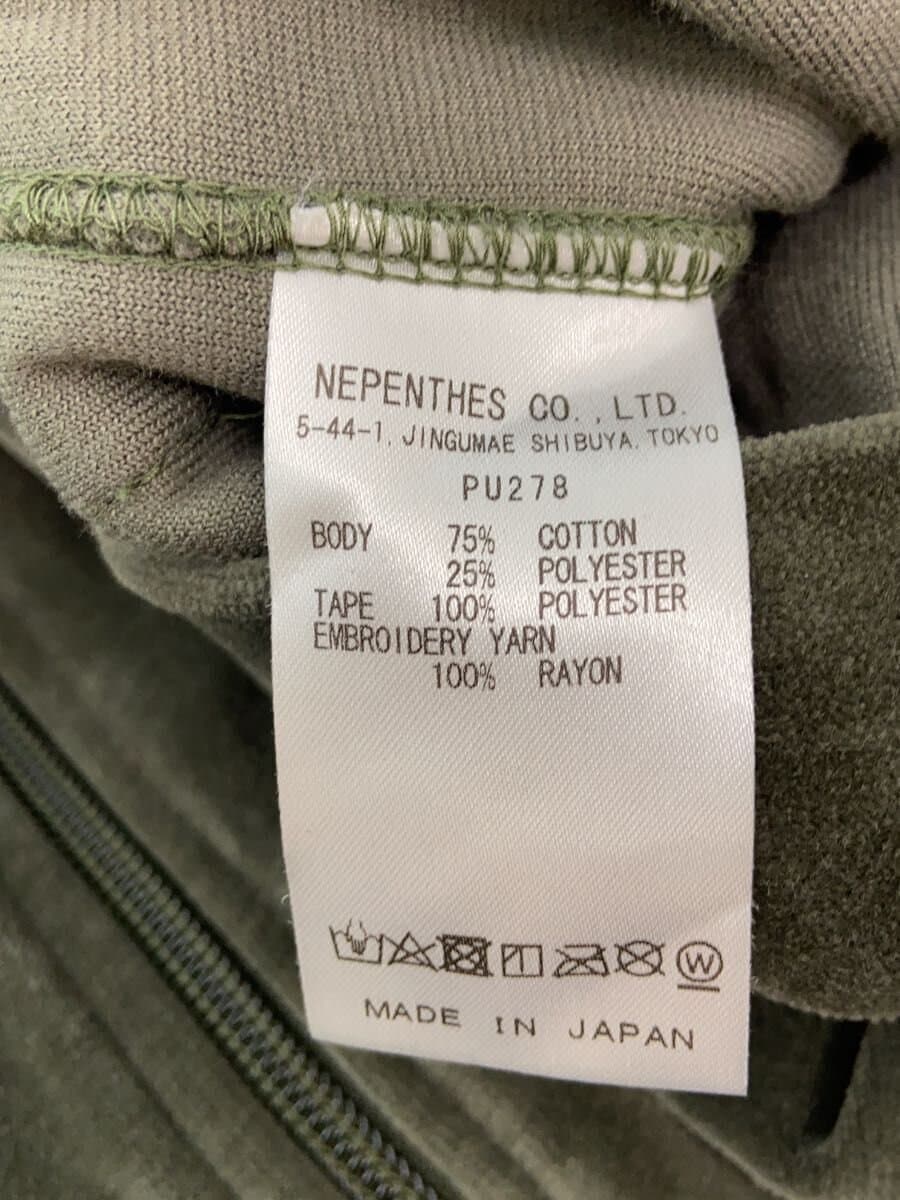 NEPENTHES CO.,LTD.
5-44-1, JINGUMAE SHIBUYA, TOKYO
PU278
BODY 75% COTTON
25% POLYESTER
TAPE 100% POLYESTER
EMBROIDERY YARN
100% RAYON
W
MADE IN JAPAN